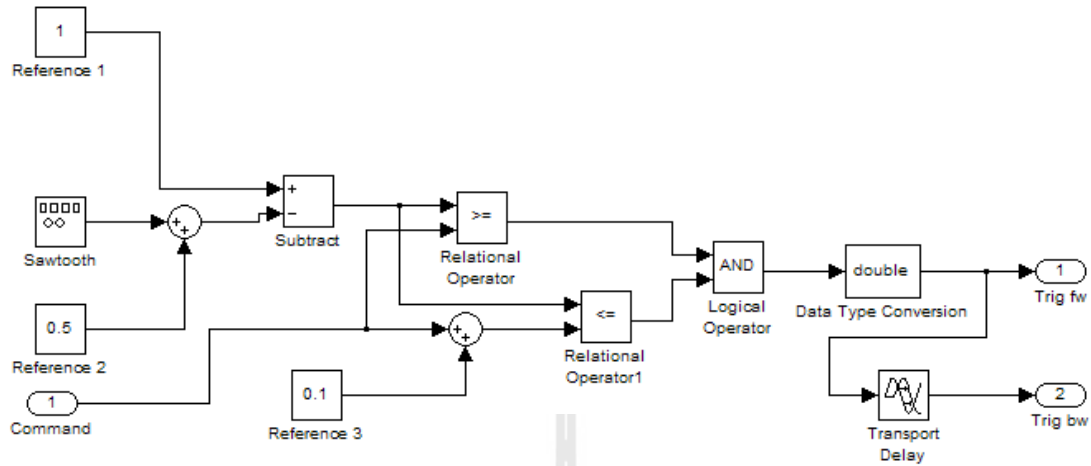 1
Reference 1
Sawtooth
+
+
0.5
Reference 2
1
Command
+
−
Subtract
>=
Relational
Operator
+
+
0.1
Reference 3
<=
Relational
Operator1
AND
Logical
Operator
double
Data Type Conversion
1
Trig fw
Transport
Delay
2
Trig bw